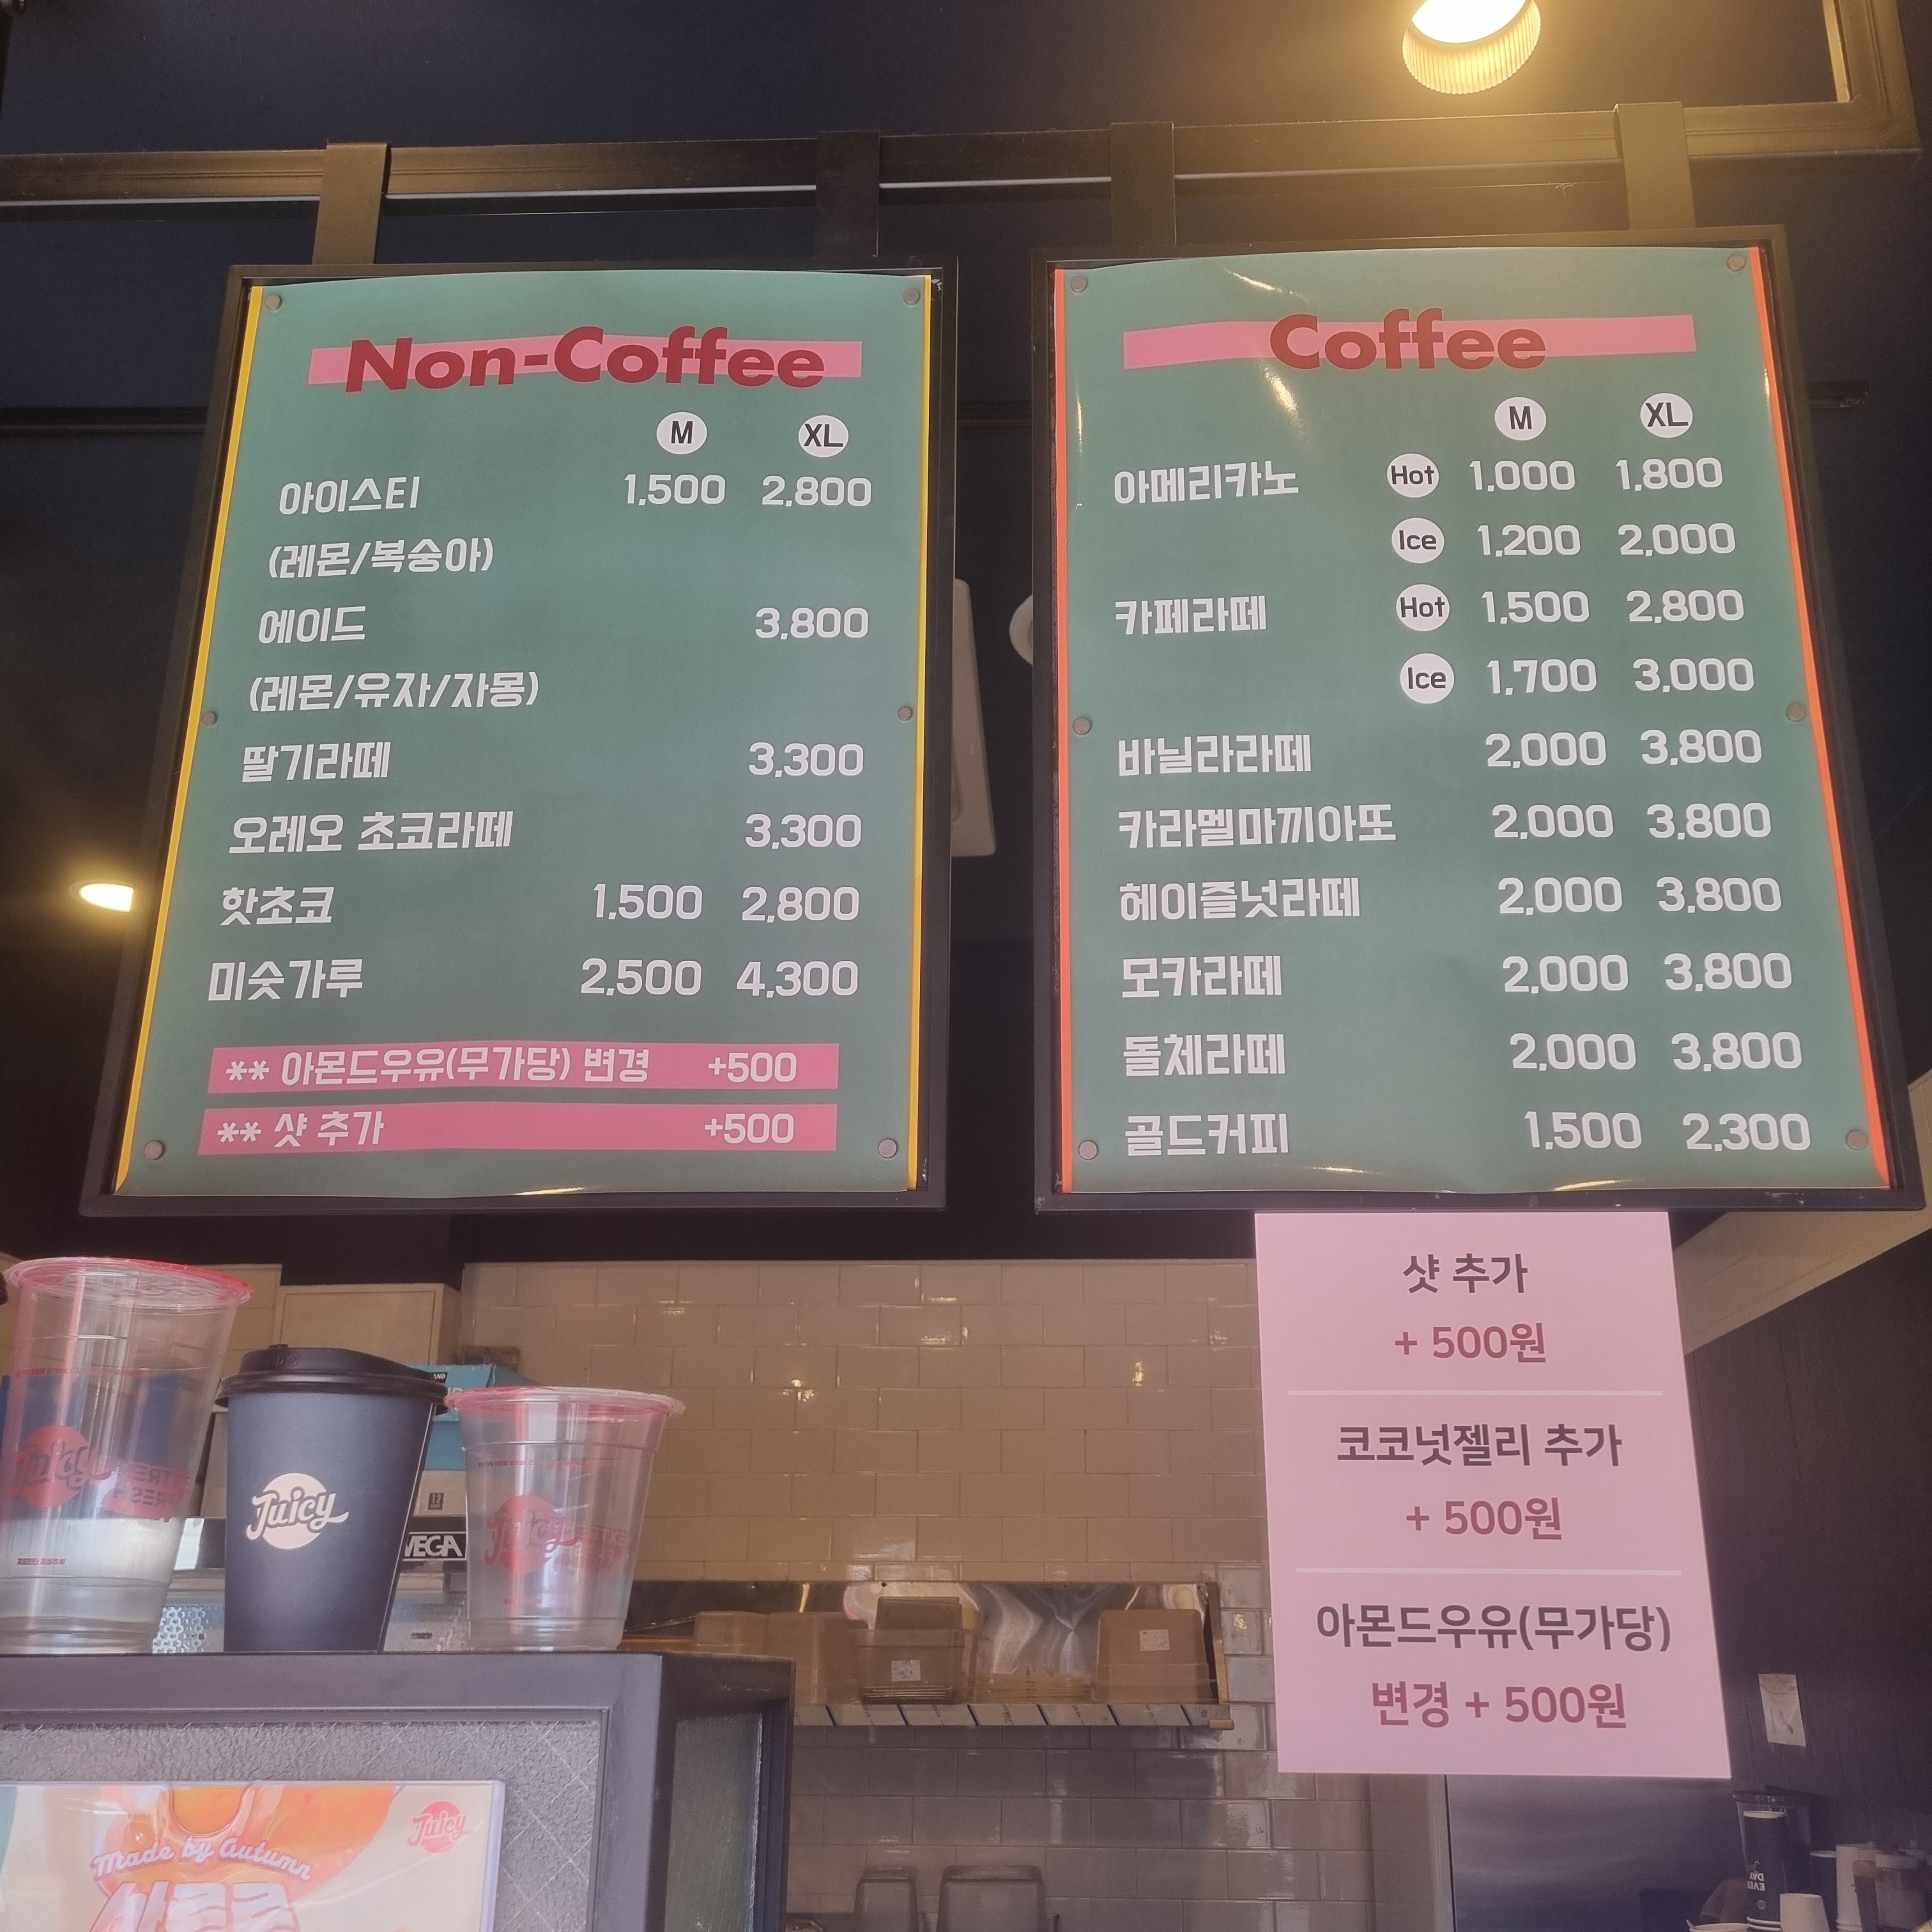 Non-Coffee
M XL
아이스티 1,500 2,800
(레몬/복숭아)
에이드 3,800
(레몬/유자/자몽)
딸기라떼 3,300
오레오 초코라떼 3,300
핫초코 1,500 2,800
미숫가루 2,500 4,300
** 아몬드우유(무가당) 변경 +500
** 샷 추가 +500
Coffee
M XL
아메리카노 Hot 1,000 1,800
Ice 1,200 2,000
카페라떼 Hot 1,500 2,800
Ice 1,700 3,000
바닐라라떼 2,000 3,800
카라멜마끼아또 2,000 3,800
헤이즐넛라떼 2,000 3,800
모카라떼 2,000 3,800
돌체라떼 2,000 3,800
골드커피 1,500 2,300
샷 추가
+ 500원
코코넛젤리 추가
+ 500원
아몬드우유(무가당)
변경 + 500원
Juicy
Juicy
Juicy
VEGA
Juicy
Made by Autumn